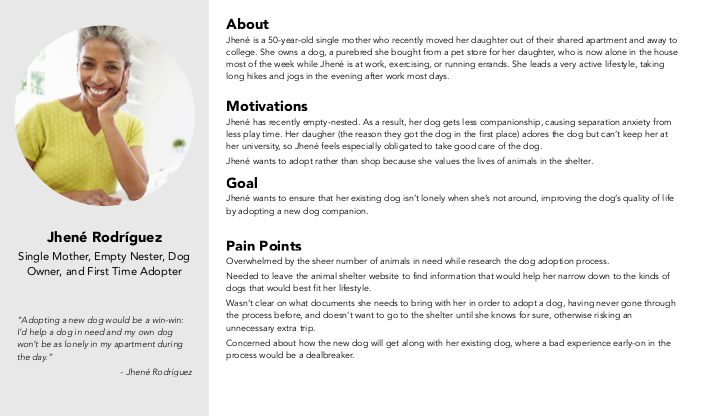 Jhené Rodríguez
Single Mother, Empty Nester, Dog
Owner, and First Time Adopter
“Adopting a new dog would be a win-win:
I’d help a dog in need and my own dog
won’t be as lonely in my apartment during
the day.”
- Jhené Rodríguez
About
Jhené is a 50-year-old single mother who recently moved her daughter out of their shared apartment and away to
college. She owns a dog, a purebred she bought from a pet store for her daughter, who is now alone in the house
most of the week while Jhené is at work, exercising, or running errands. She leads a very active lifestyle, taking
long hikes and jogs in the evening after work most days.
Motivations
Jhené has recently empty-nested. As a result, her dog gets less companionship, causing separation anxiety from
less play time. Her daugher (the reason they got the dog in the first place) adores the dog but can’t keep her at
her university, so Jhené feels especially obligated to take good care of the dog.
Jhené wants to adopt rather than shop because she values the lives of animals in the shelter.
Goal
Jhené wants to ensure that her existing dog isn’t lonely when she’s not around, improving the dog’s quality of life
by adopting a new dog companion.
Pain Points
Overwhelmed by the sheer number of animals in need while research the dog adoption process.
Needed to leave the animal shelter website to find information that would help her narrow down to the kinds of
dogs that would best fit her lifestyle.
Wasn’t clear on what documents she needs to bring with her in order to adopt a dog, having never gone through
the process before, and doesn’t want to go to the shelter until she knows for sure, otherwise risking an
unnecessary extra trip.
Concerned about how the new dog will get along with her existing dog, where a bad experience early-on in the
process would be a dealbreaker.